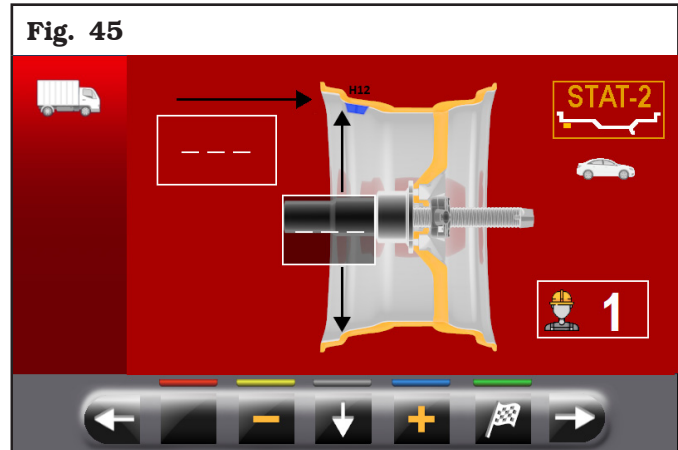 Fig. 45
H12
STAT-2
_ _ _
_ _ _
1